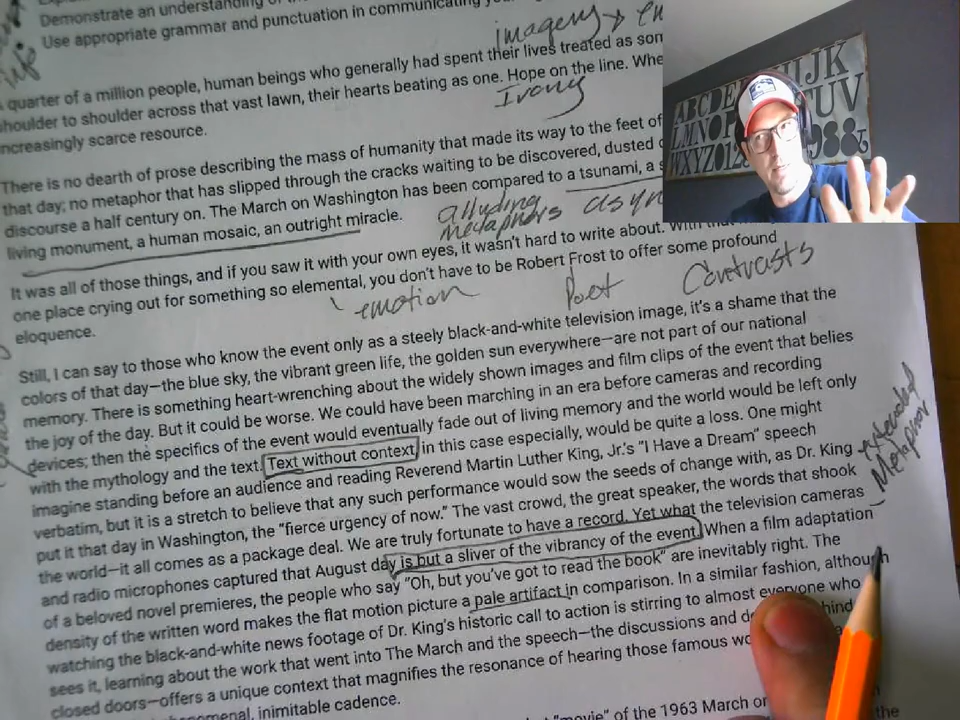 Demonstrate an understanding of
Use appropriate grammar and punctuation in communicating
imagery →
quarter of a million people, human beings who generally had spent their lives treated as
shoulder to shoulder across that vast lawn, their hearts beating as one. Hope on the line.
Irony
increasingly scarce resource.
There is no dearth of prose describing the mass of humanity that made its way to the feet of
that day; no metaphor that has slipped through the cracks waiting to be discovered, dusted
discourse a half century on. The March on Washington has been compared to a tsunami, a
living monument, a human mosaic, an outright miracle.
alluding
metaphors
It was all of those things, and if you saw it with your own eyes, it wasn't hard to write about. With
one place crying out for something so elemental, you don't have to be Robert Frost to offer some profound
eloquence.
emotion Poet Contrasts
Still, I can say to those who know the event only as a steely black-and-white television image, it's a shame that the
colors of that day—the blue sky, the vibrant green life, the golden sun everywhere—are not part of our national
memory. There is something heart-wrenching about the widely shown images and film clips of the event that belies
the joy of the day. But it could be worse. We could have been marching in an era before cameras and recording
devices; then the specifics of the event would eventually fade out of living memory and the world would be left only
with the mythology and the text. Text without context, in this case especially, would be quite a loss. One might
imagine standing before an audience and reading Reverend Martin Luther King, Jr.'s "I Have a Dream" speech
verbatim, but it is a stretch to believe that any such performance would sow the seeds of change with, as Dr. King
put it that day in Washington, the "fierce urgency of now." The vast crowd, the great speaker, the words that shook
the world—it all comes as a package deal. We are truly fortunate to have a record. Yet what the television cameras
and radio microphones captured that August day is but a sliver of the vibrancy of the event. When a film adaptation
of a beloved novel premieres, the people who say "Oh, but you've got to read the book" are inevitably right. The
density of the written word makes the flat motion picture a pale artifact in comparison. In a similar fashion, although
watching the black-and-white news footage of Dr. King's historic call to action is stirring to almost everyone who
sees it, learning about the work that went into The March and the speech—the discussions and
closed doors—offers a unique context that magnifies the resonance of hearing those famous
inimitable cadence.
extended
Metaphor
"movie" of the 1963 March
ABCDE